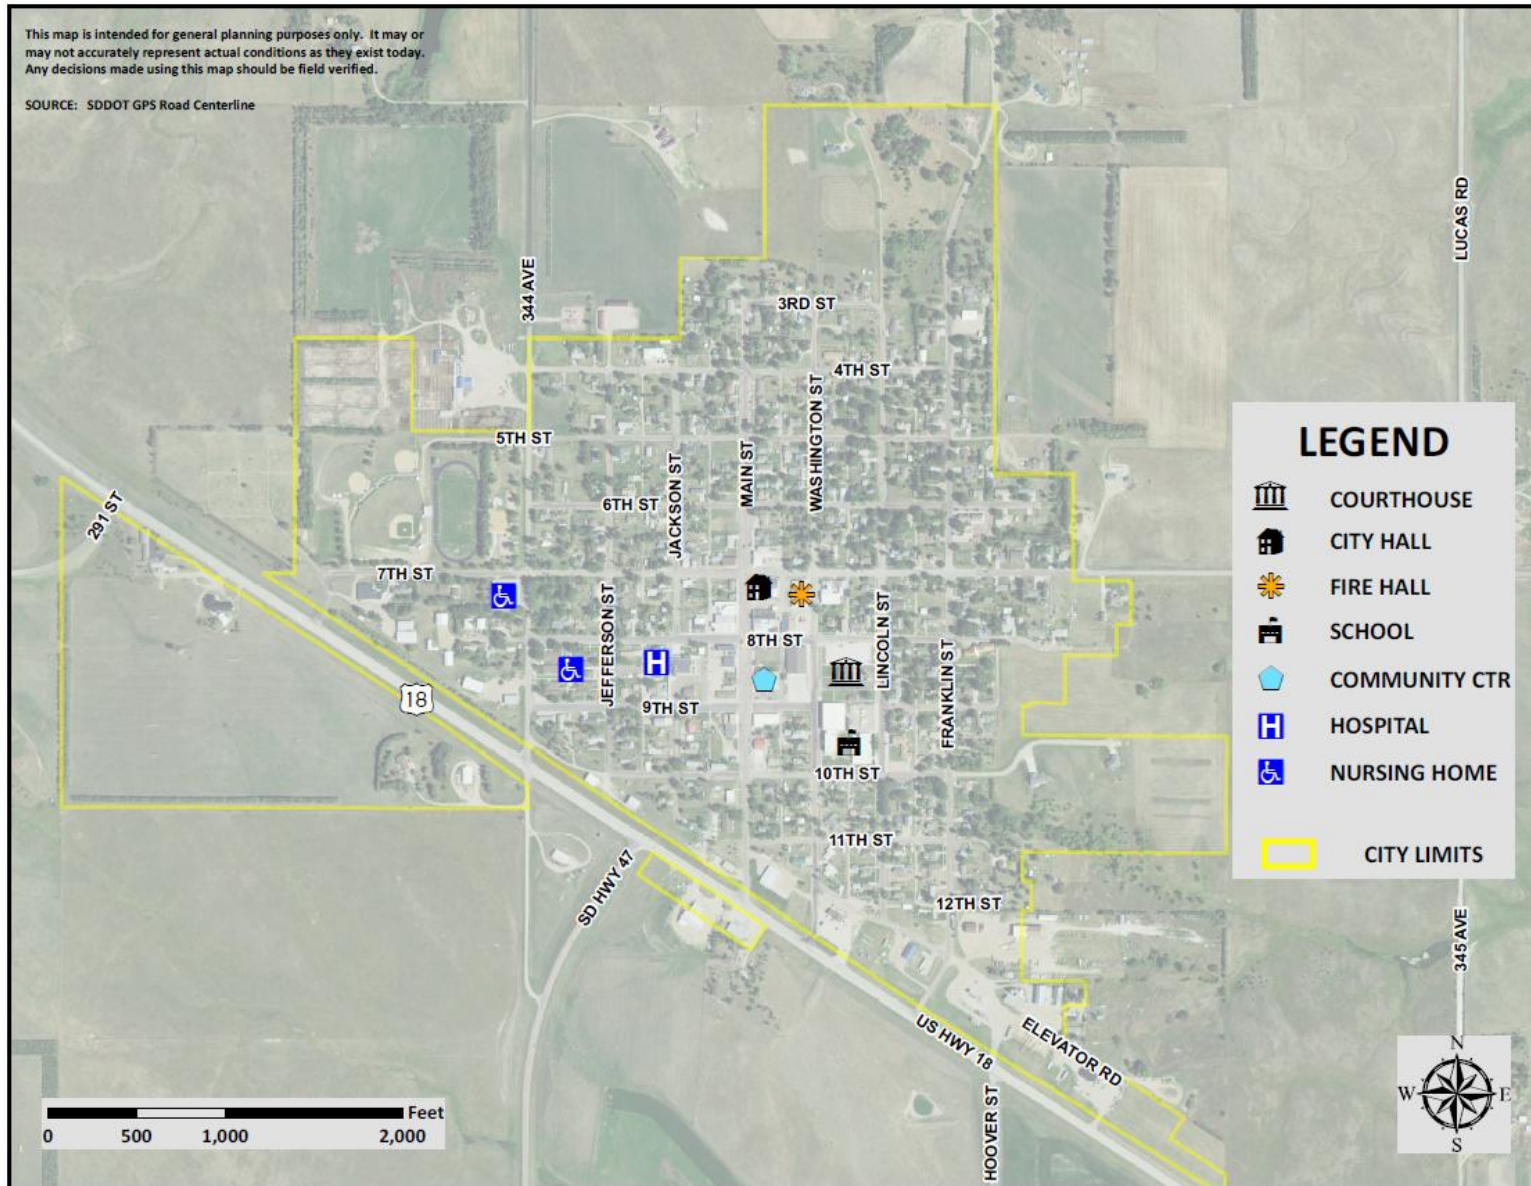 This map is intended for general planning purposes only. It may or
may not accurately represent actual conditions as they exist today.
Any decisions made using this map should be field verified.
SOURCE: SDDOT GPS Road Centerline
LUCAS RD
344 AVE
3RD ST
4TH ST
WASHINGTON ST
5TH ST
MAIN ST
JACKSON ST
6TH ST
291 ST
7TH ST
JEFFERSON ST
8TH ST
LINCOLN ST
FRANKLIN ST
H
18
9TH ST
10TH ST
11TH ST
SD HWY 47
12TH ST
345 AVE
US HWY 18
ELEVATOR RD
HOOVER ST
LEGEND
COURTHOUSE
CITY HALL
FIRE HALL
SCHOOL
COMMUNITY CTR
H HOSPITAL
NURSING HOME
CITY LIMITS
N
W E
S
Feet
0 500 1,000 2,000